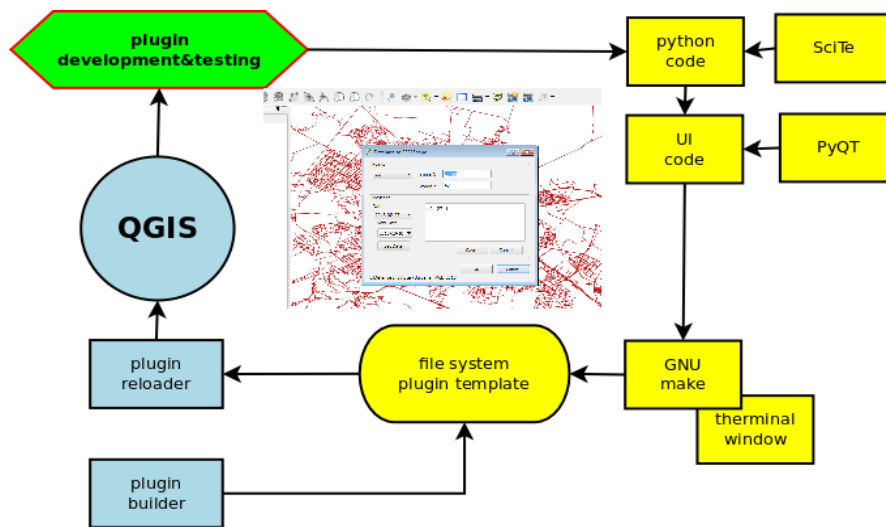 plugin
development&testing
python
code
SciTe
UI
code
PyQT
QGIS
plugin
reloader
file system
plugin template
GNU
make
therminal
window
plugin
builder